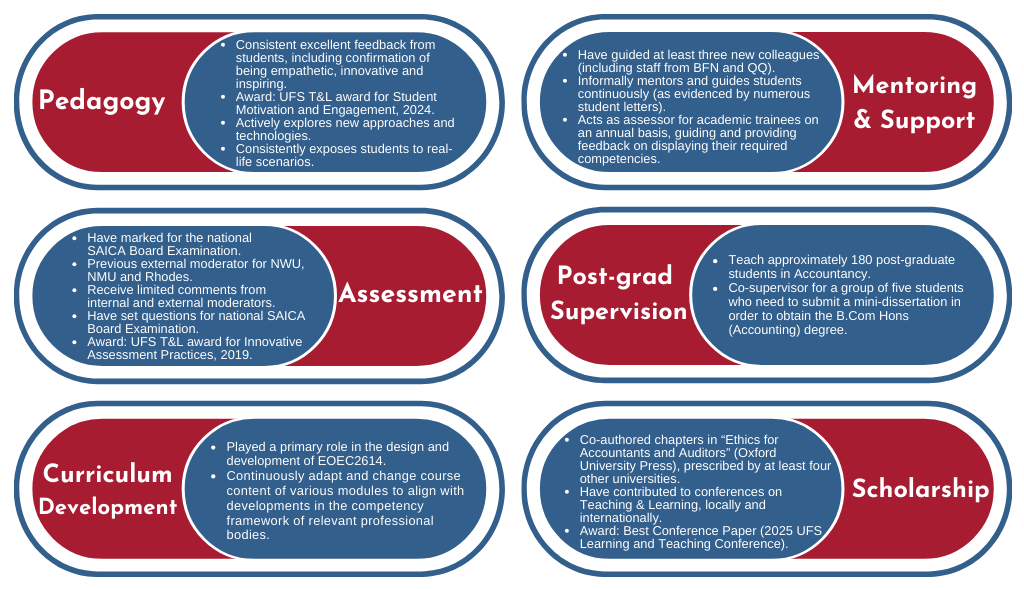 Pedagogy
• Consistent excellent feedback from
students, including confirmation of
being empathetic, innovative and
inspiring.
• Award: UFS T&L award for Student
Motivation and Engagement, 2024.
• Actively explores new approaches and
technologies.
• Consistently exposes students to real-
life scenarios.
• Have guided at least three new colleagues
(including staff from BFN and QQ).
• Informally mentors and guides students
continuously (as evidenced by numerous
student letters).
• Acts as assessor for academic trainees on
an annual basis, guiding and providing
feedback on displaying their required
competencies.
Mentoring
& Support
• Have marked for the national
SAICA Board Examination.
• Previous external moderator for NWU,
NMU and Rhodes.
• Receive limited comments from
internal and external moderators.
• Have set questions for national SAICA
Board Examination.
• Award: UFS T&L award for Innovative
Assessment Practices, 2019.
Assessment
Post-grad
Supervision
• Teach approximately 180 post-graduate
students in Accountancy.
• Co-supervisor for a group of five students
who need to submit a mini-dissertation in
order to obtain the B.Com Hons
(Accounting) degree.
Curriculum
Development
• Played a primary role in the design and
development of EOEC2614.
• Continuously adapt and change course
content of various modules to align with
developments in the competency
framework of relevant professional
bodies.
• Co-authored chapters in “Ethics for
Accountants and Auditors” (Oxford
University Press), prescribed by at least four
other universities.
• Have contributed to conferences on
Teaching & Learning, locally and
internationally.
• Award: Best Conference Paper (2025 UFS
Learning and Teaching Conference).
Scholarship